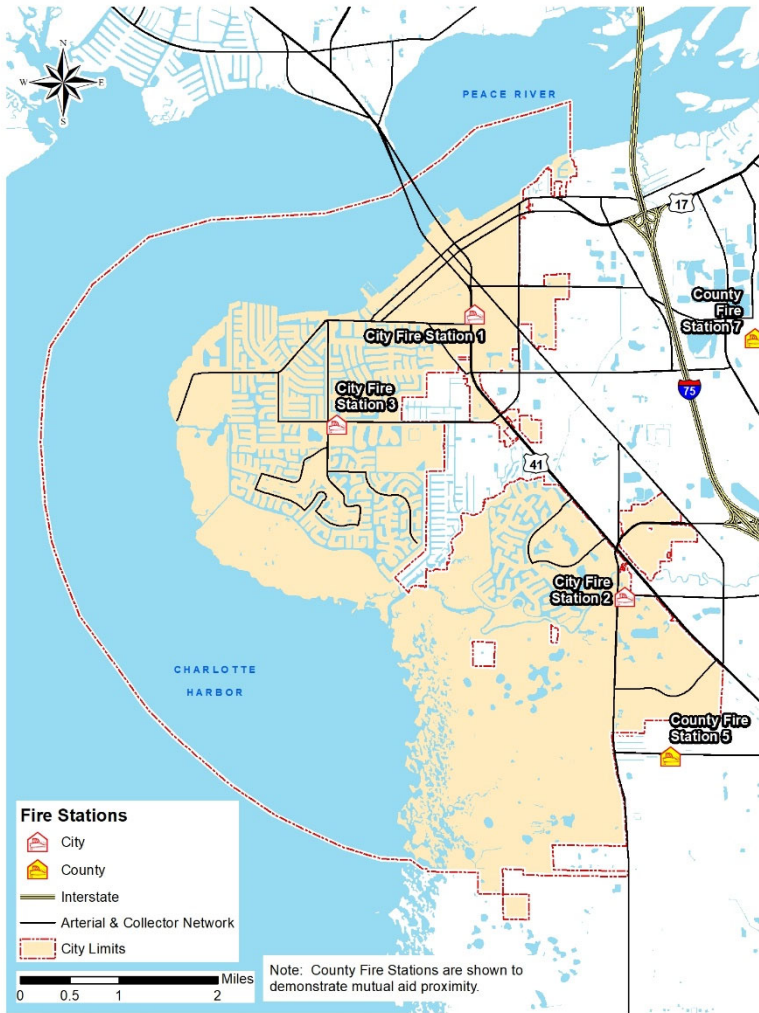 N
W
E
S
PEACE RIVER
17
County
Fire
Station 7
City Fire Station 1
75
City Fire
Station 3
41
City Fire
Station 2
CHARLOTTE
HARBOR
County Fire
Station 5
Fire Stations
City
County
Interstate
Arterial & Collector Network
City Limits
Miles
0 0.5 1 2
Note: County Fire Stations are shown to
demonstrate mutual aid proximity.